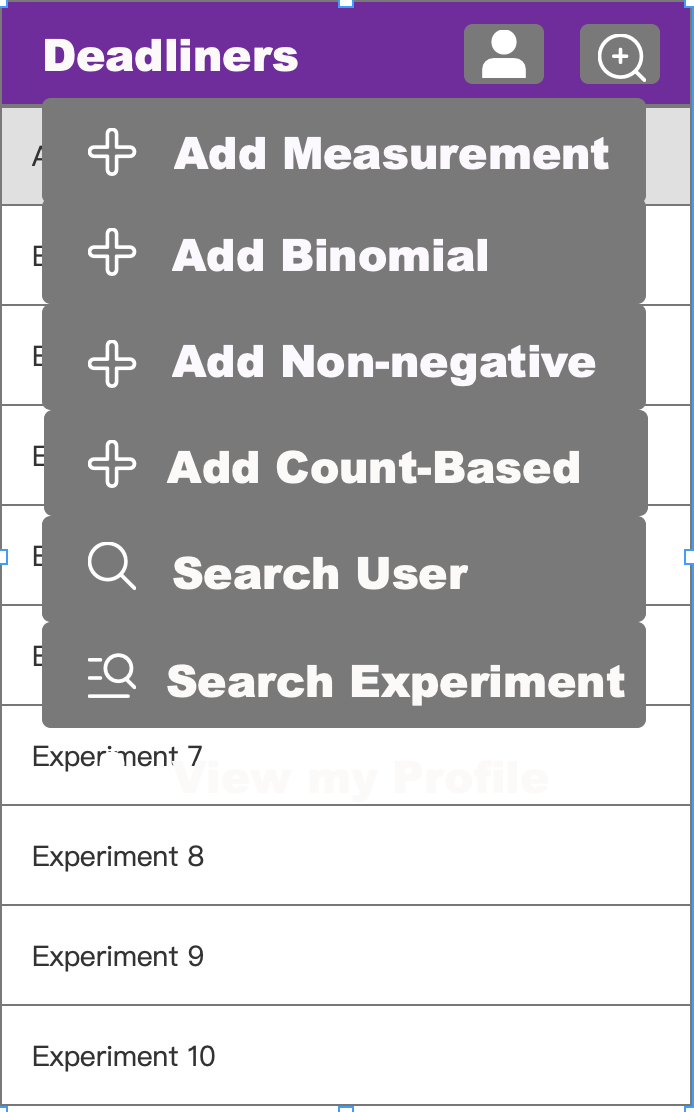 Deadliners
A
Add Measurement
E
Add Binomial
E
Add Non-negative
E
Add Count-Based
E
Search User
E
Search Experiment
Experiment 7
View my Profile
Experiment 8
Experiment 9
Experiment 10